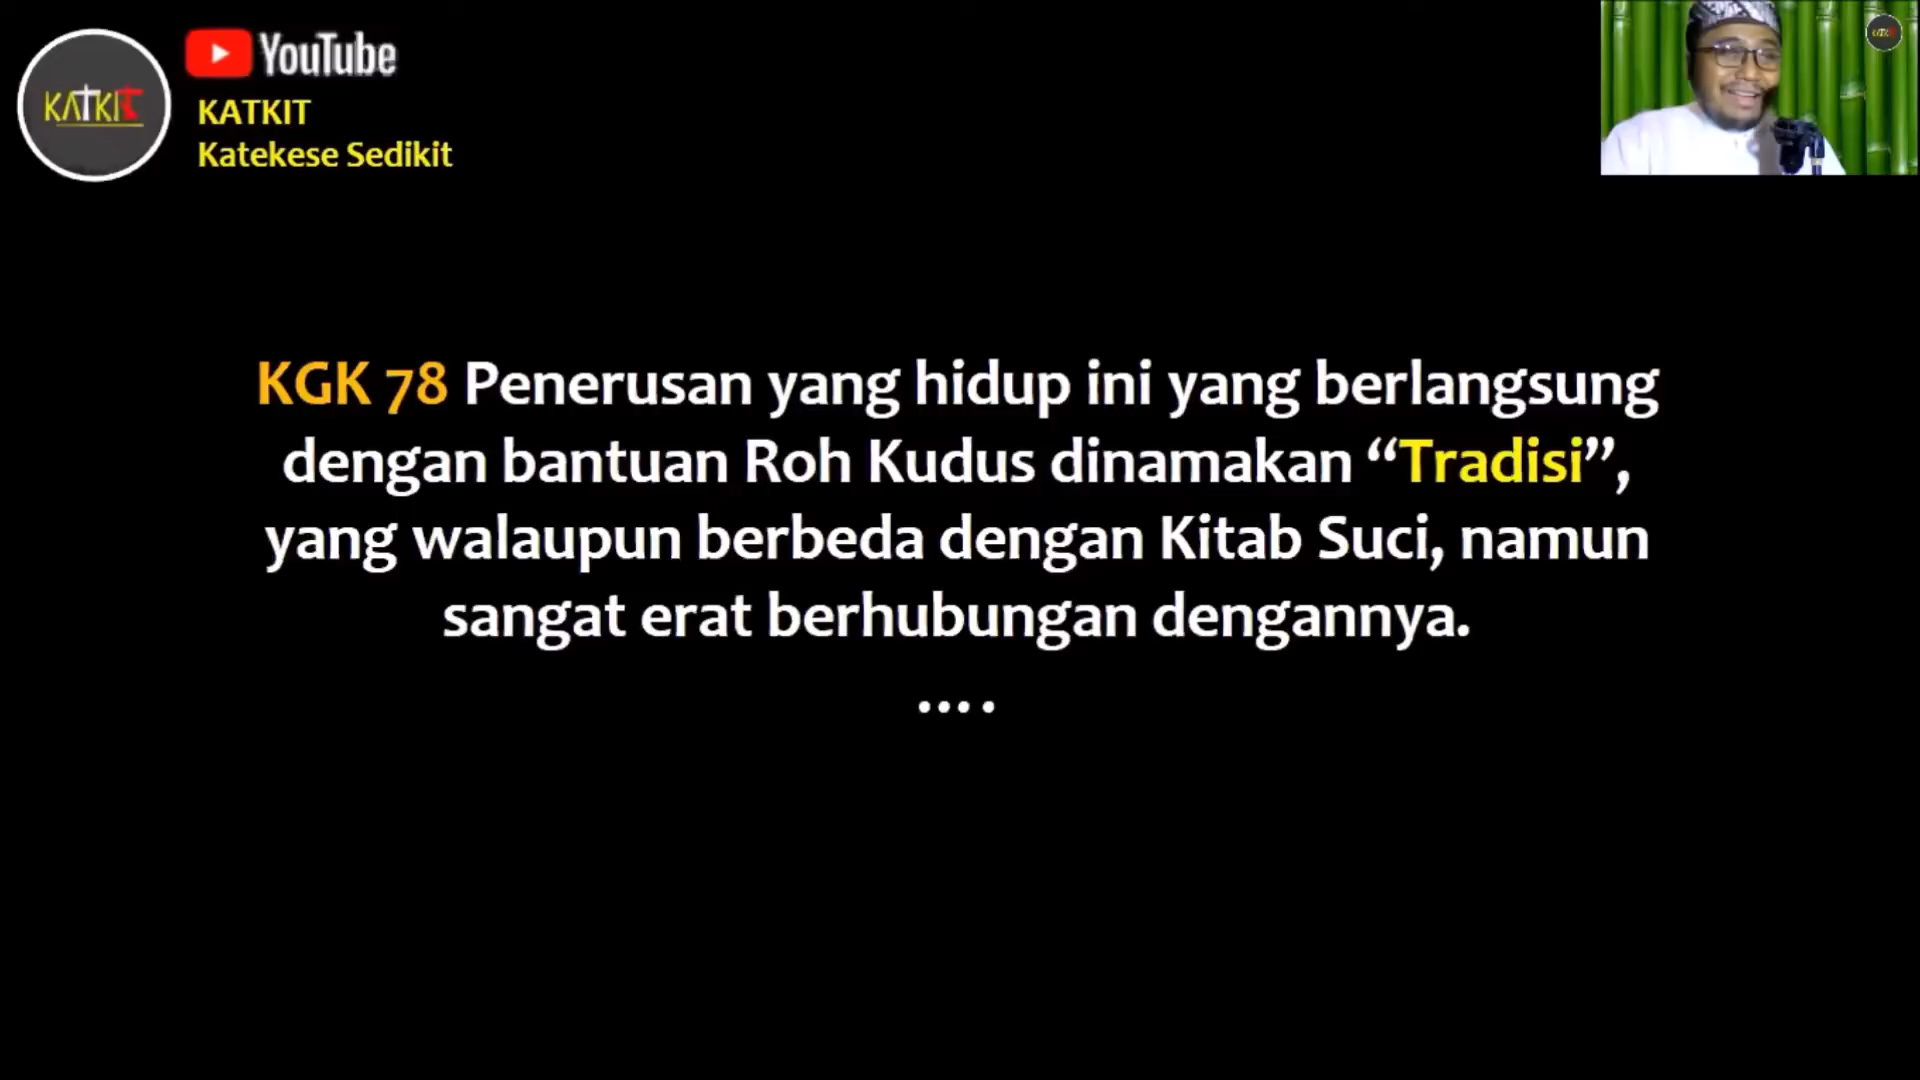 KATKIT
YouTube
KATKIT
Katekese Sedikit
KGK 78 Penerusan yang hidup ini yang berlangsung
dengan bantuan Roh Kudus dinamakan “Tradisi”,
yang walaupun berbeda dengan Kitab Suci, namun
sangat erat berhubungan dengannya.
....